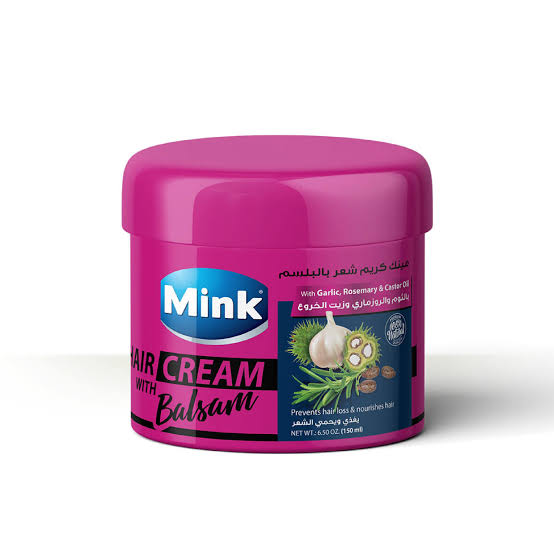 مينك كريم شعر بالبلسم
With Garlic, Rosemary & Castor Oil
بالثوم والروزماري وزيت الخروع
Mink®
HAIR CREAM
WITH Balsam
Prevents hair loss & nourishes hair
يغذي ويحمي الشعر
NET WT.: 6.50 OZ. (150 ml)